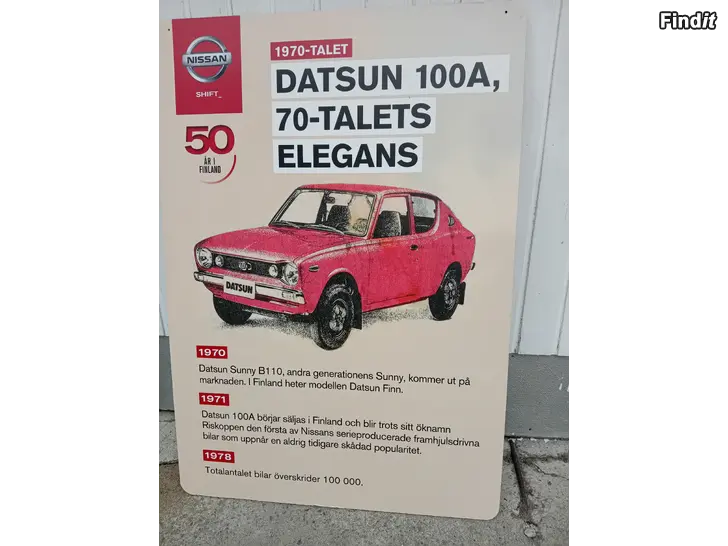 Findit
NISSAN
SHIFT_
50
ÅR I
FINLAND
1970-TALET
DATSUN 100A,
70-TALETS
ELEGANS
DATSUN
1970
Datsun Sunny B110, andra generationens Sunny, kommer ut på
marknaden. I Finland heter modellen Datsun Finn.
1971
Datsun 100A börjar säljas i Finland och blir trots sitt öknamn
Riskoppen den första av Nissans serieproducerade framhjulsdrivna
bilar som uppnår en aldrig tidigare skådad popularitet.
1978
Totalantalet bilar överskrider 100 000.